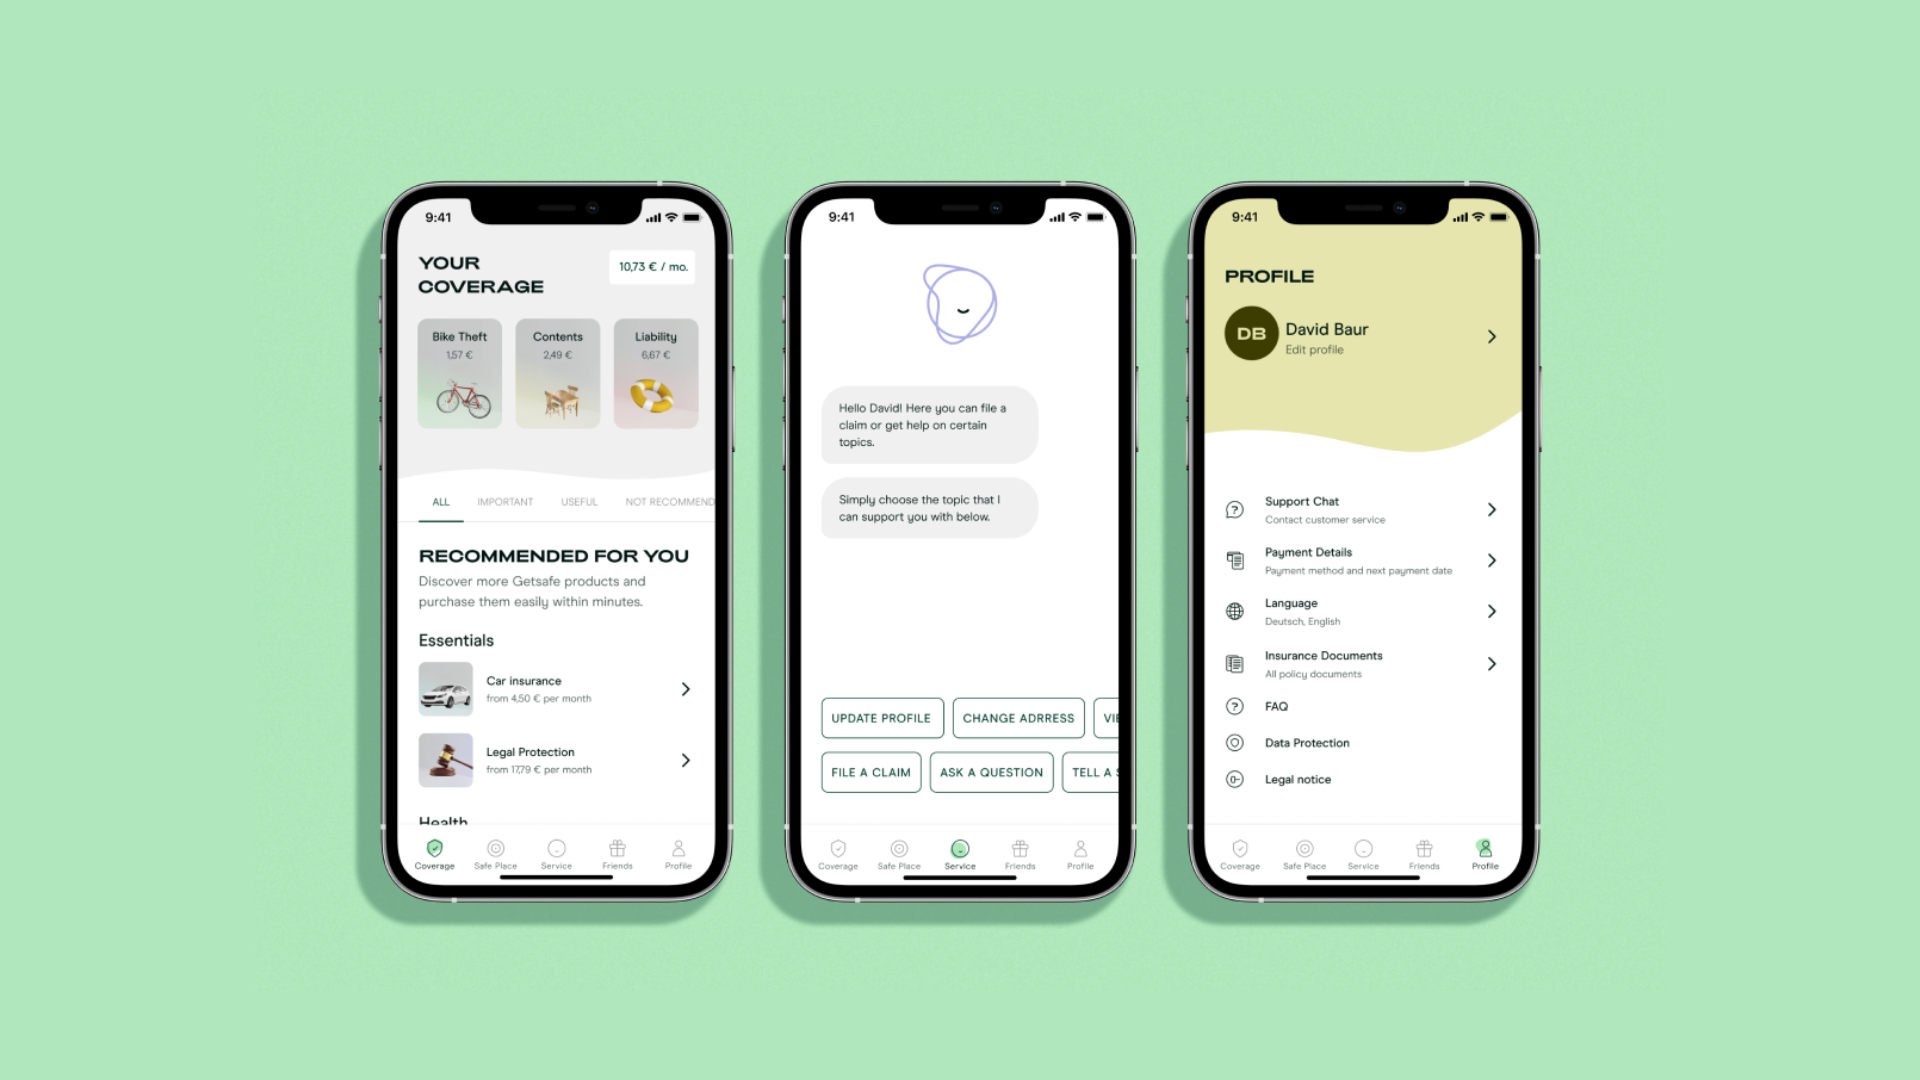 9:41
YOUR
COVERAGE
10,73 € / mo.
Bike Theft
1,57 €
Contents
2,49 €
Liability
6,67 €
ALL IMPORTANT USEFUL NOT RECOMMEND
RECOMMENDED FOR YOU
Discover more Getsafe products and
purchase them easily within minutes.
Essentials
Car insurance
from 4,50 € per month
Legal Protection
from 17,79 € per month
Health
Coverage Safe Place Service Friends Profile
9:41
Hello David! Here you can file a
claim or get help on certain
topics.
Simply choose the topic that I
can support you with below.
UPDATE PROFILE CHANGE ADRRESS VIE
FILE A CLAIM ASK A QUESTION TELL A
Coverage Safe Place Service Friends Profile
9:41
PROFILE
DB
David Baur
Edit profile
Support Chat
Contact customer service
Payment Details
Payment method and next payment date
Language
Deutsch, English
Insurance Documents
All policy documents
FAQ
Data Protection
Legal notice
Coverage Safe Place Service Friends Profile